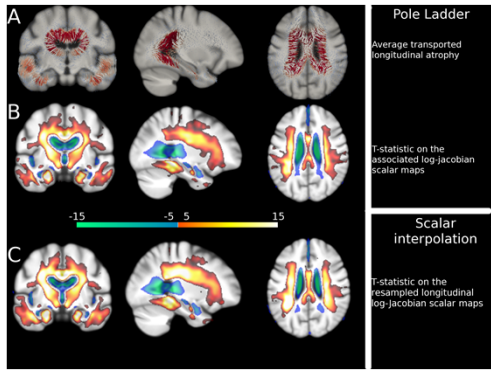 A
Pole Ladder
Average transported
longitudinal atrophy
B
T-statistic on the
associated log-jacobian
scalar maps
-15
-5
5
15
Scalar
interpolation
C
T-statistic on the
resampled longitudinal
log-Jacobian scalar maps